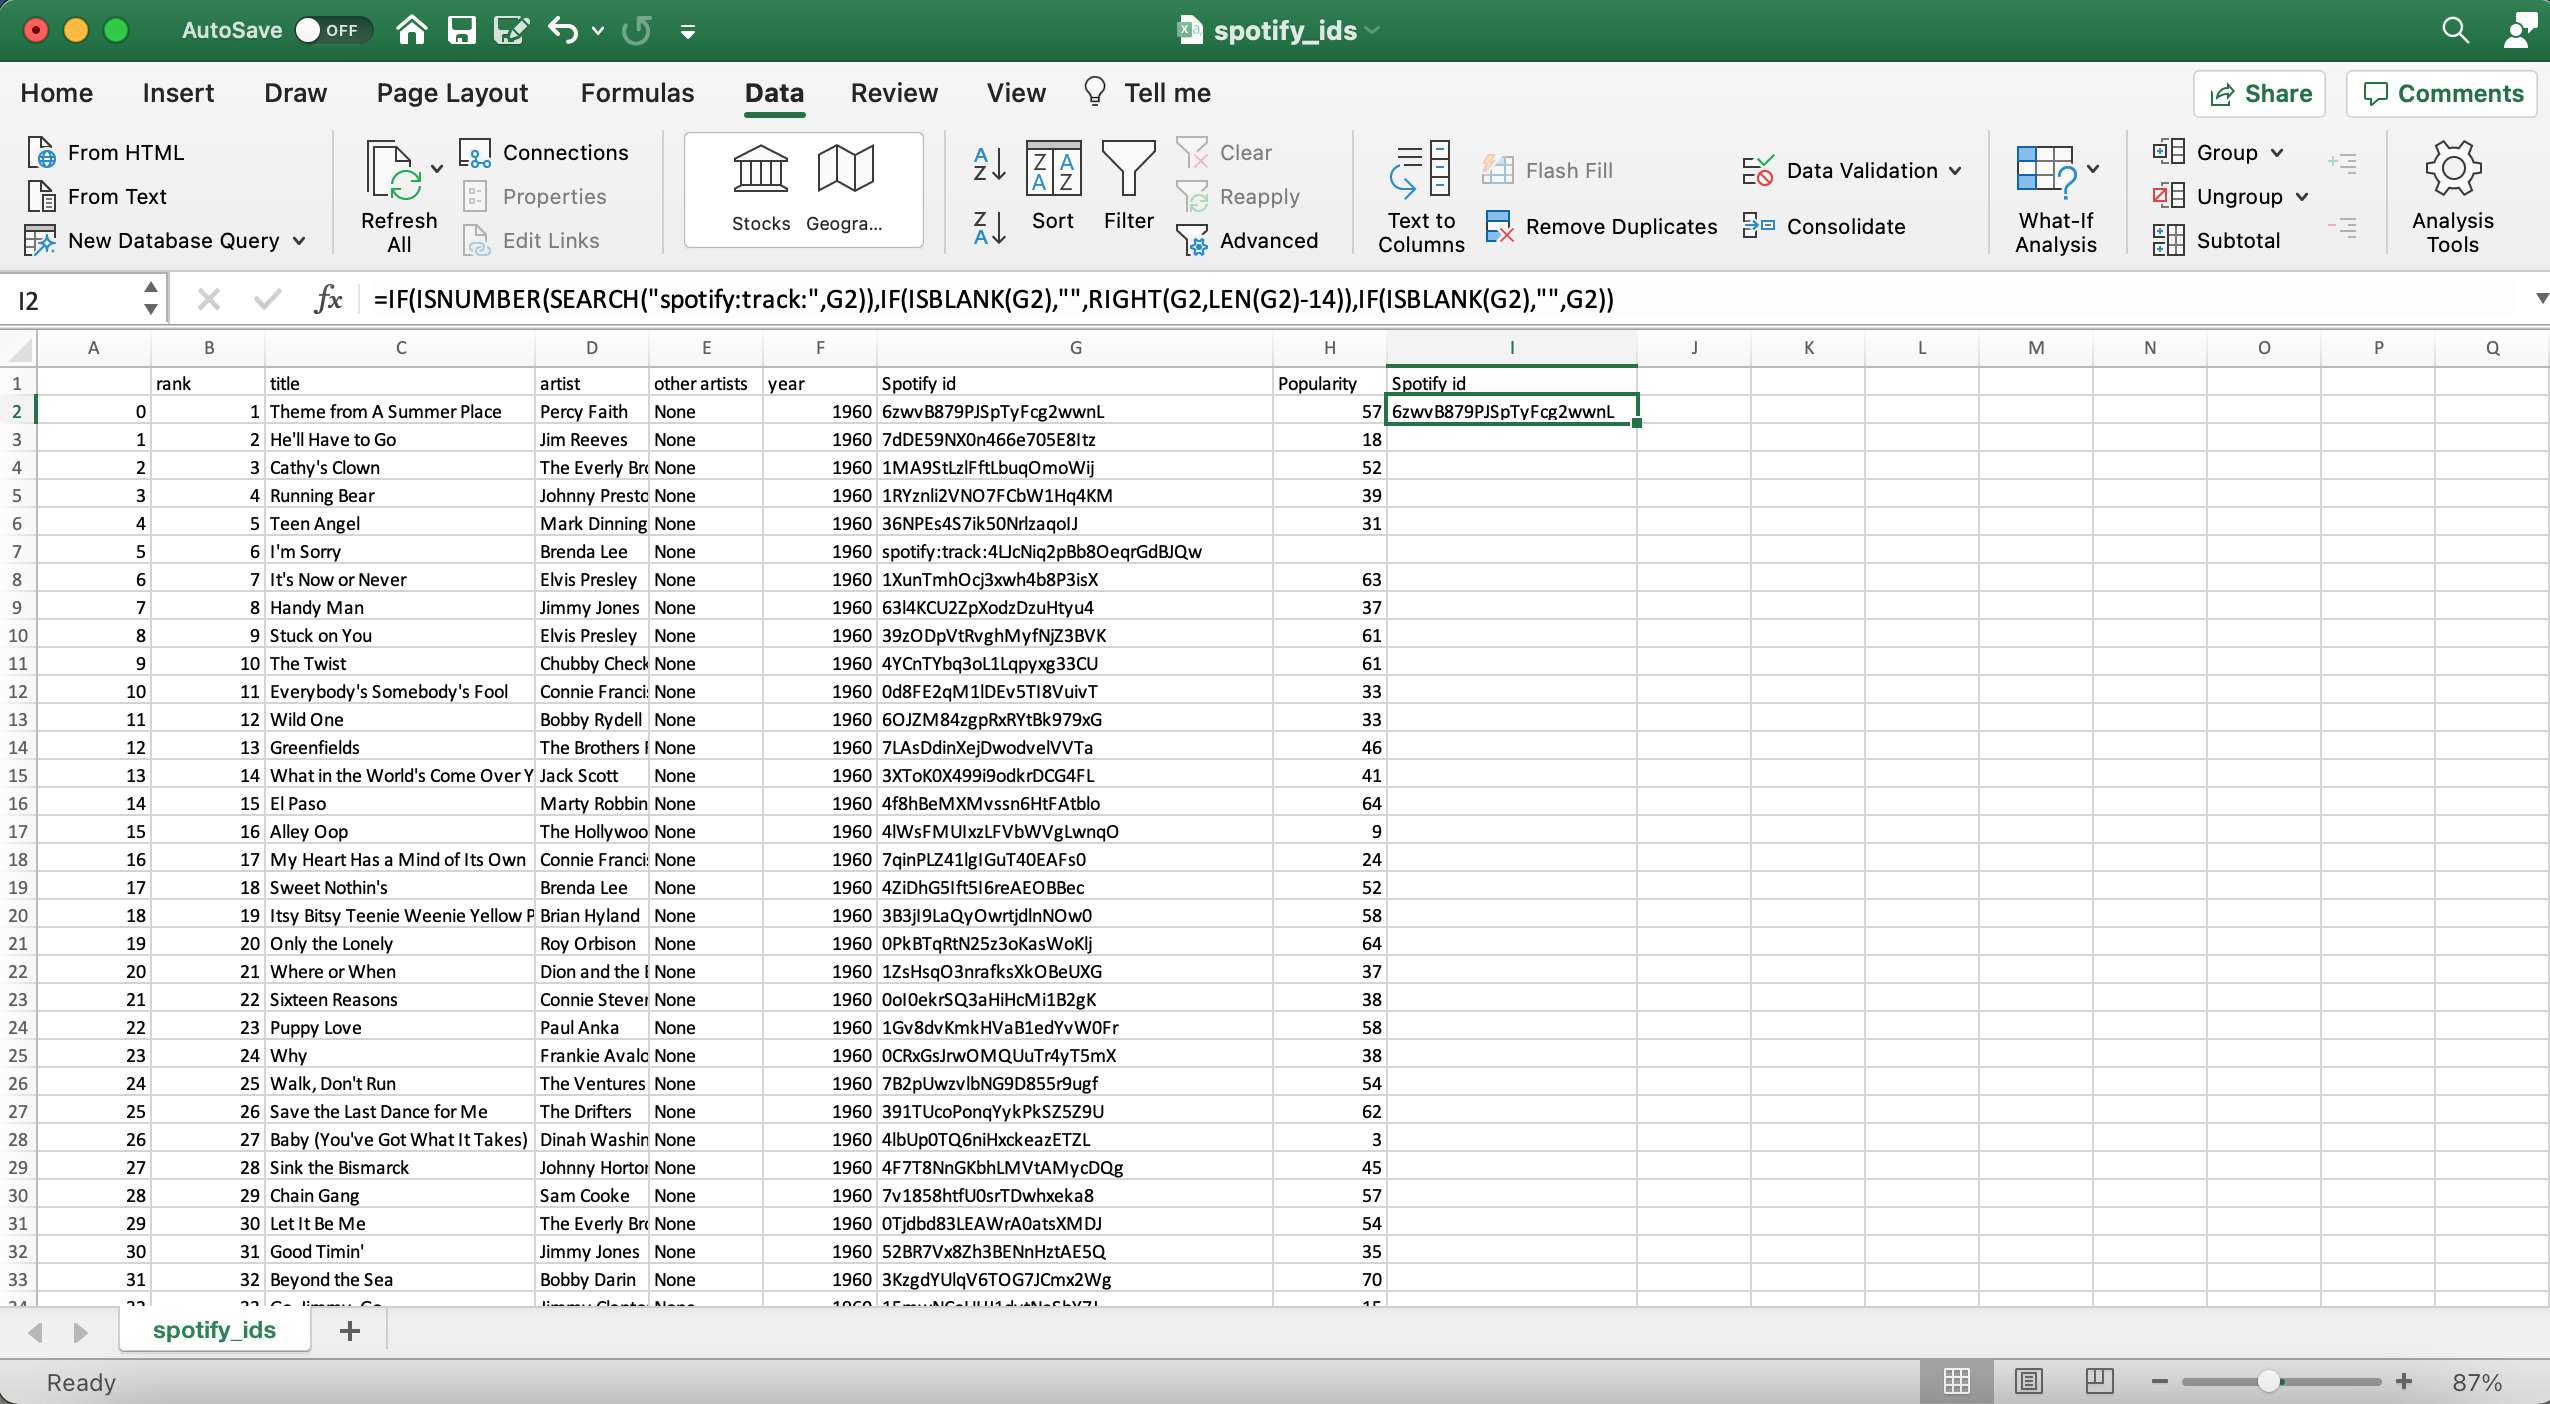 AutoSave OFF spotify_ids
Home Insert Draw Page Layout Formulas Data Review View Tell me Share Comments
From HTML
From Text
New Database Query
Refresh All
Connections
Properties
Edit Links
Stocks Geogra...
Sort Filter
Clear
Reapply
Advanced
Text to Columns
Flash Fill
Remove Duplicates
Data Validation
Consolidate
What-If Analysis
Group
Ungroup
Subtotal
Analysis Tools
I2 fx =IF(ISNUMBER(SEARCH("spotify:track:",G2)),IF(ISBLANK(G2),"",RIGHT(G2,LEN(G2)-14)),IF(ISBLANK(G2),"",G2))
A B C D E F G H I J K L M N O P Q
1 rank title artist other artists year Spotify id Popularity Spotify id
2 0 1 Theme from A Summer Place Percy Faith None 1960 6zwvB879PJSpTyFcg2wwnL 57 6zwvB879PJSpTyFcg2wwnL
3 1 2 He'll Have to Go Jim Reeves None 1960 7dDE59NX0n466e705E8Itz 18
4 2 3 Cathy's Clown The Everly Bro None 1960 1MA9StLzlFftLbuqOmoWij 52
5 3 4 Running Bear Johnny Presto None 1960 1RYznli2VNO7FCbW1Hq4KM 39
6 4 5 Teen Angel Mark Dinning None 1960 36NPEs4S7ik50NrlzaqoIJ 31
7 5 6 I'm Sorry Brenda Lee None 1960 spotify:track:4LJcNiq2pBb8OeqrGdBJQw
8 6 7 It's Now or Never Elvis Presley None 1960 1XunTmhOcj3xwh4b8P3isX 63
9 7 8 Handy Man Jimmy Jones None 1960 63l4KCU2ZpXodzDzuHtyu4 37
10 8 9 Stuck on You Elvis Presley None 1960 39zODpVtRvghMyfNjZ3BVK 61
11 9 10 The Twist Chubby Check None 1960 4YCnTYbq3oL1Lqpyxg33CU 61
12 10 11 Everybody's Somebody's Fool Connie Francis None 1960 0d8FE2qM1lDEv5TI8VuivT 33
13 11 12 Wild One Bobby Rydell None 1960 6OJZM84zgpRxRYtBk979xG 33
14 12 13 Greenfields The Brothers None 1960 7LAsDdinXejDwodvelVVTa 46
15 13 14 What in the World's Come Over Y Jack Scott None 1960 3XToK0X499i9odkrDCG4FL 41
16 14 15 El Paso Marty Robbin None 1960 4f8hBeMXMvssn6HtFAtblo 64
17 15 16 Alley Oop The Hollywoo None 1960 4lWsFMUIxzLFVbWVgLwnqO 9
18 16 17 My Heart Has a Mind of Its Own Connie Francis None 1960 7qinPLZ41lgIGuT40EAFs0 24
19 17 18 Sweet Nothin's Brenda Lee None 1960 4ZiDhG5Ift5I6reAEOBBec 52
20 18 19 Itsy Bitsy Teenie Weenie Yellow P Brian Hyland None 1960 3B3jI9LaQyOwrtjdlnNOw0 58
21 19 20 Only the Lonely Roy Orbison None 1960 0PkBTqRtN25z3oKasWoKlj 64
22 20 21 Where or When Dion and the None 1960 1ZsHsqO3nrafksXkOBeUXG 37
23 21 22 Sixteen Reasons Connie Steven None 1960 0oI0ekrSQ3aHiHcMi1B2gK 38
24 22 23 Puppy Love Paul Anka None 1960 1Gv8dvKmkHVaB1edYvW0Fr 58
25 23 24 Why Frankie Avalo None 1960 0CRxGsJrwOMQUuTr4yT5mX 38
26 24 25 Walk, Don't Run The Ventures None 1960 7B2pUwzvlbNG9D855r9ugf 54
27 25 26 Save the Last Dance for Me The Drifters None 1960 391TUcoPonqYykPkSZ5Z9U 62
28 26 27 Baby (You've Got What It Takes) Dinah Washin None 1960 4lbUp0TQ6niHxckeazETZL 3
29 27 28 Sink the Bismarck Johnny Horton None 1960 4F7T8NnGKbhLMVtAMycDQg 45
30 28 29 Chain Gang Sam Cooke None 1960 7v1858htfU0srTDwhxeka8 57
31 29 30 Let It Be Me The Everly Bro None 1960 0Tjdbd83LEAWrA0atsXMDJ 54
32 30 31 Good Timin' Jimmy Jones None 1960 52BR7Vx8Zh3BENnHztAE5Q 35
33 31 32 Beyond the Sea Bobby Darin None 1960 3KzgdYUlqV6TOG7JCmx2Wg 70
spotify_ids
Ready 87%